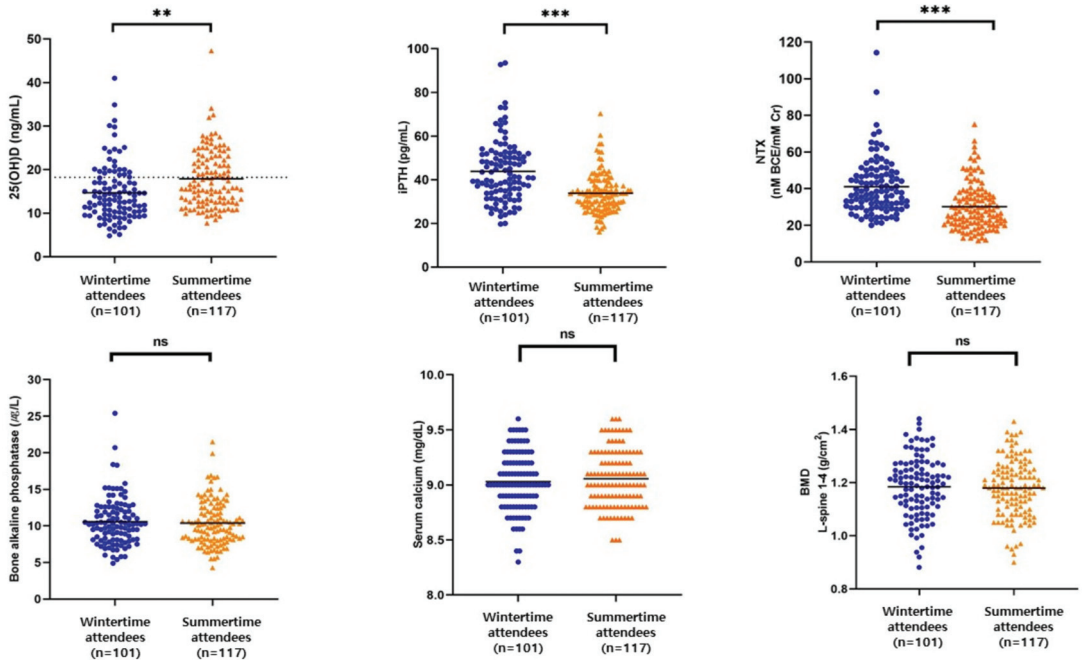 **
25(OH)D (ng/mL)
50
40
30
20
10
0
Wintertime
attendees
(n=101)
Summertime
attendees
(n=117)
***
iPTH (pg/mL)
100
80
60
40
20
0
Wintertime
attendees
(n=101)
Summertime
attendees
(n=117)
***
NTX
(nM BCE/mM Cr)
120
100
80
60
40
20
0
Wintertime
attendees
(n=101)
Summertime
attendees
(n=117)
ns
Bone alkaline phosphatase (㎍/L)
30
25
20
15
10
5
0
Wintertime
attendees
(n=101)
Summertime
attendees
(n=117)
ns
Serum calcium (mg/dL)
10.0
9.5
9.0
8.5
8.0
Wintertime
attendees
(n=101)
Summertime
attendees
(n=117)
ns
BMD
L-spine 1-4 (g/cm²)
1.6
1.4
1.2
1.0
0.8
Wintertime
attendees
(n=101)
Summertime
attendees
(n=117)